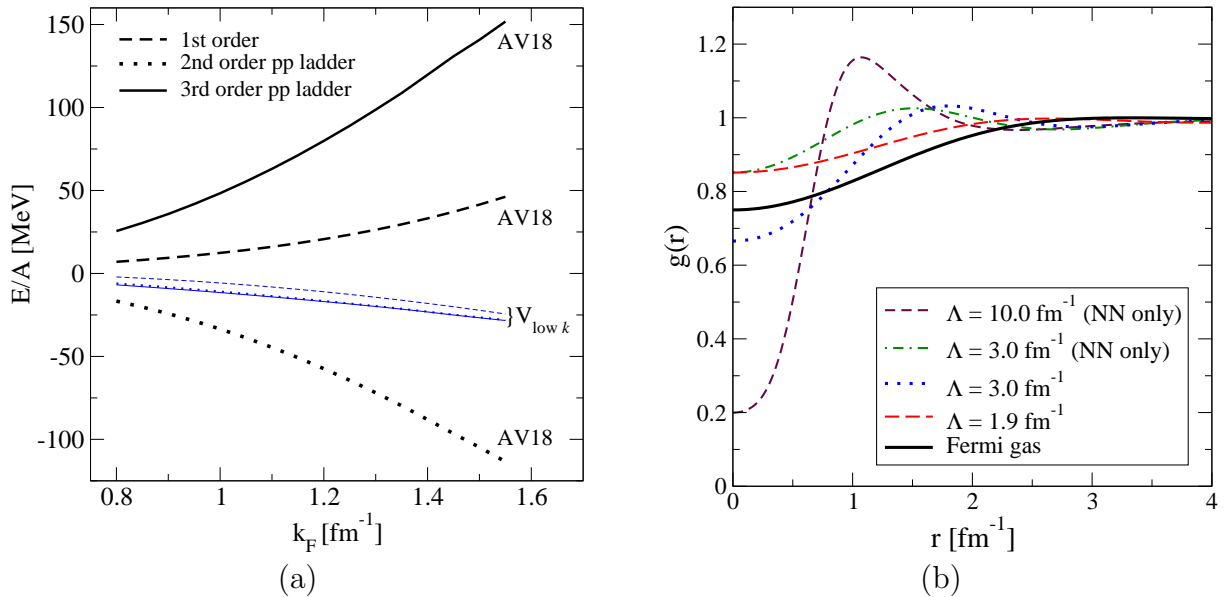 150
100
50
0
-50
-100
E/A [MeV]
1st order
2nd order pp ladder
3rd order pp ladder
AV18
AV18
}V_low k
AV18
0.8
1
1.2
1.4
1.6
k_F [fm^-1]
(a)
1.2
1
0.8
0.6
0.4
0.2
0
g(r)
Λ = 10.0 fm^-1 (NN only)
Λ = 3.0 fm^-1 (NN only)
Λ = 3.0 fm^-1
Λ = 1.9 fm^-1
Fermi gas
0
1
2
3
4
r [fm^-1]
(b)